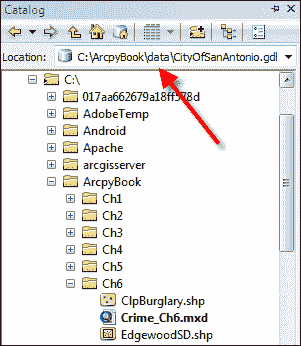 Catalog
Location: C:\ArcpyBook\data\CityOfSanAntonio.gdl
C:\
017aa662679a18ff578d
AdobeTemp
Android
Apache
arcgisserver
ArcpyBook
Ch1
Ch2
Ch3
Ch4
Ch5
Ch6
ClpBurglary.shp
Crime_Ch6.mxd
EdgewoodSD.shp